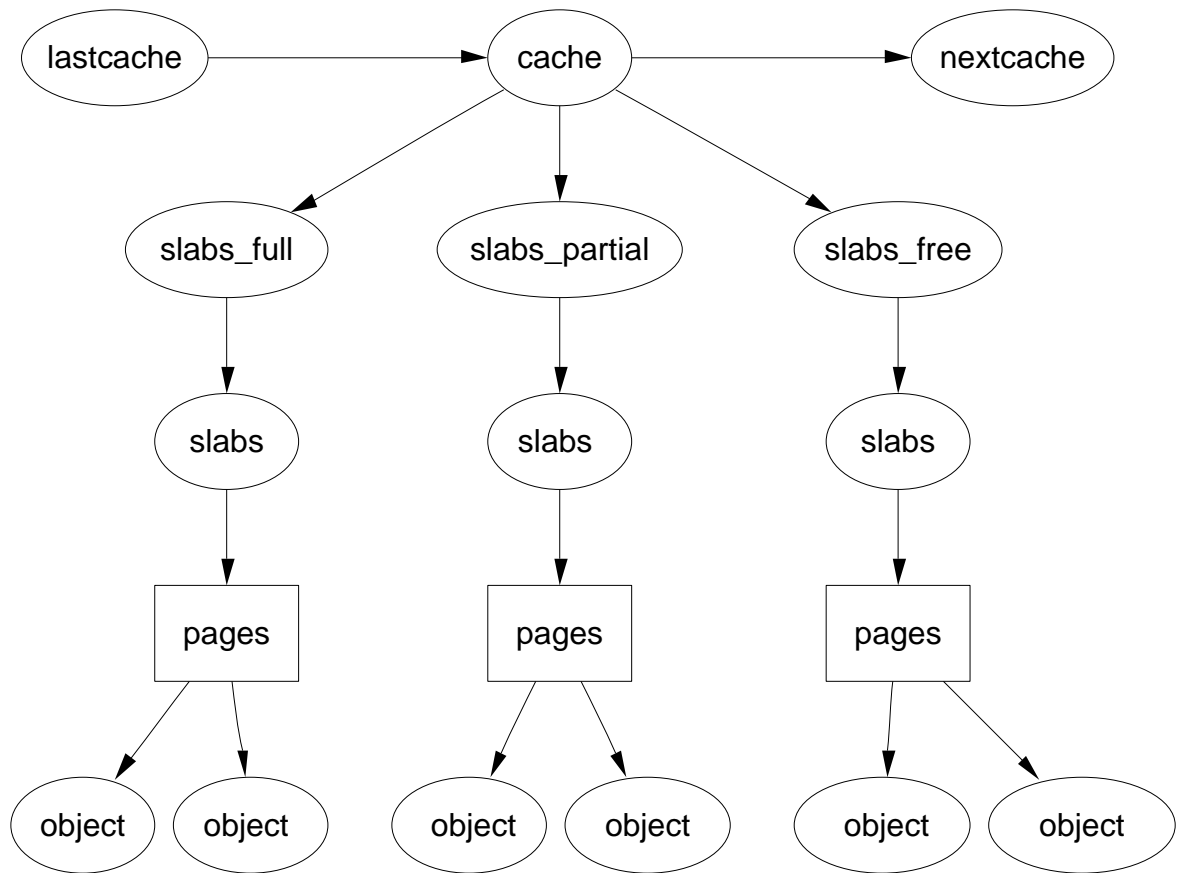 lastcache
cache
nextcache
slabs_full
slabs_partial
slabs_free
slabs
slabs
slabs
pages
pages
pages
object
object
object
object
object
object